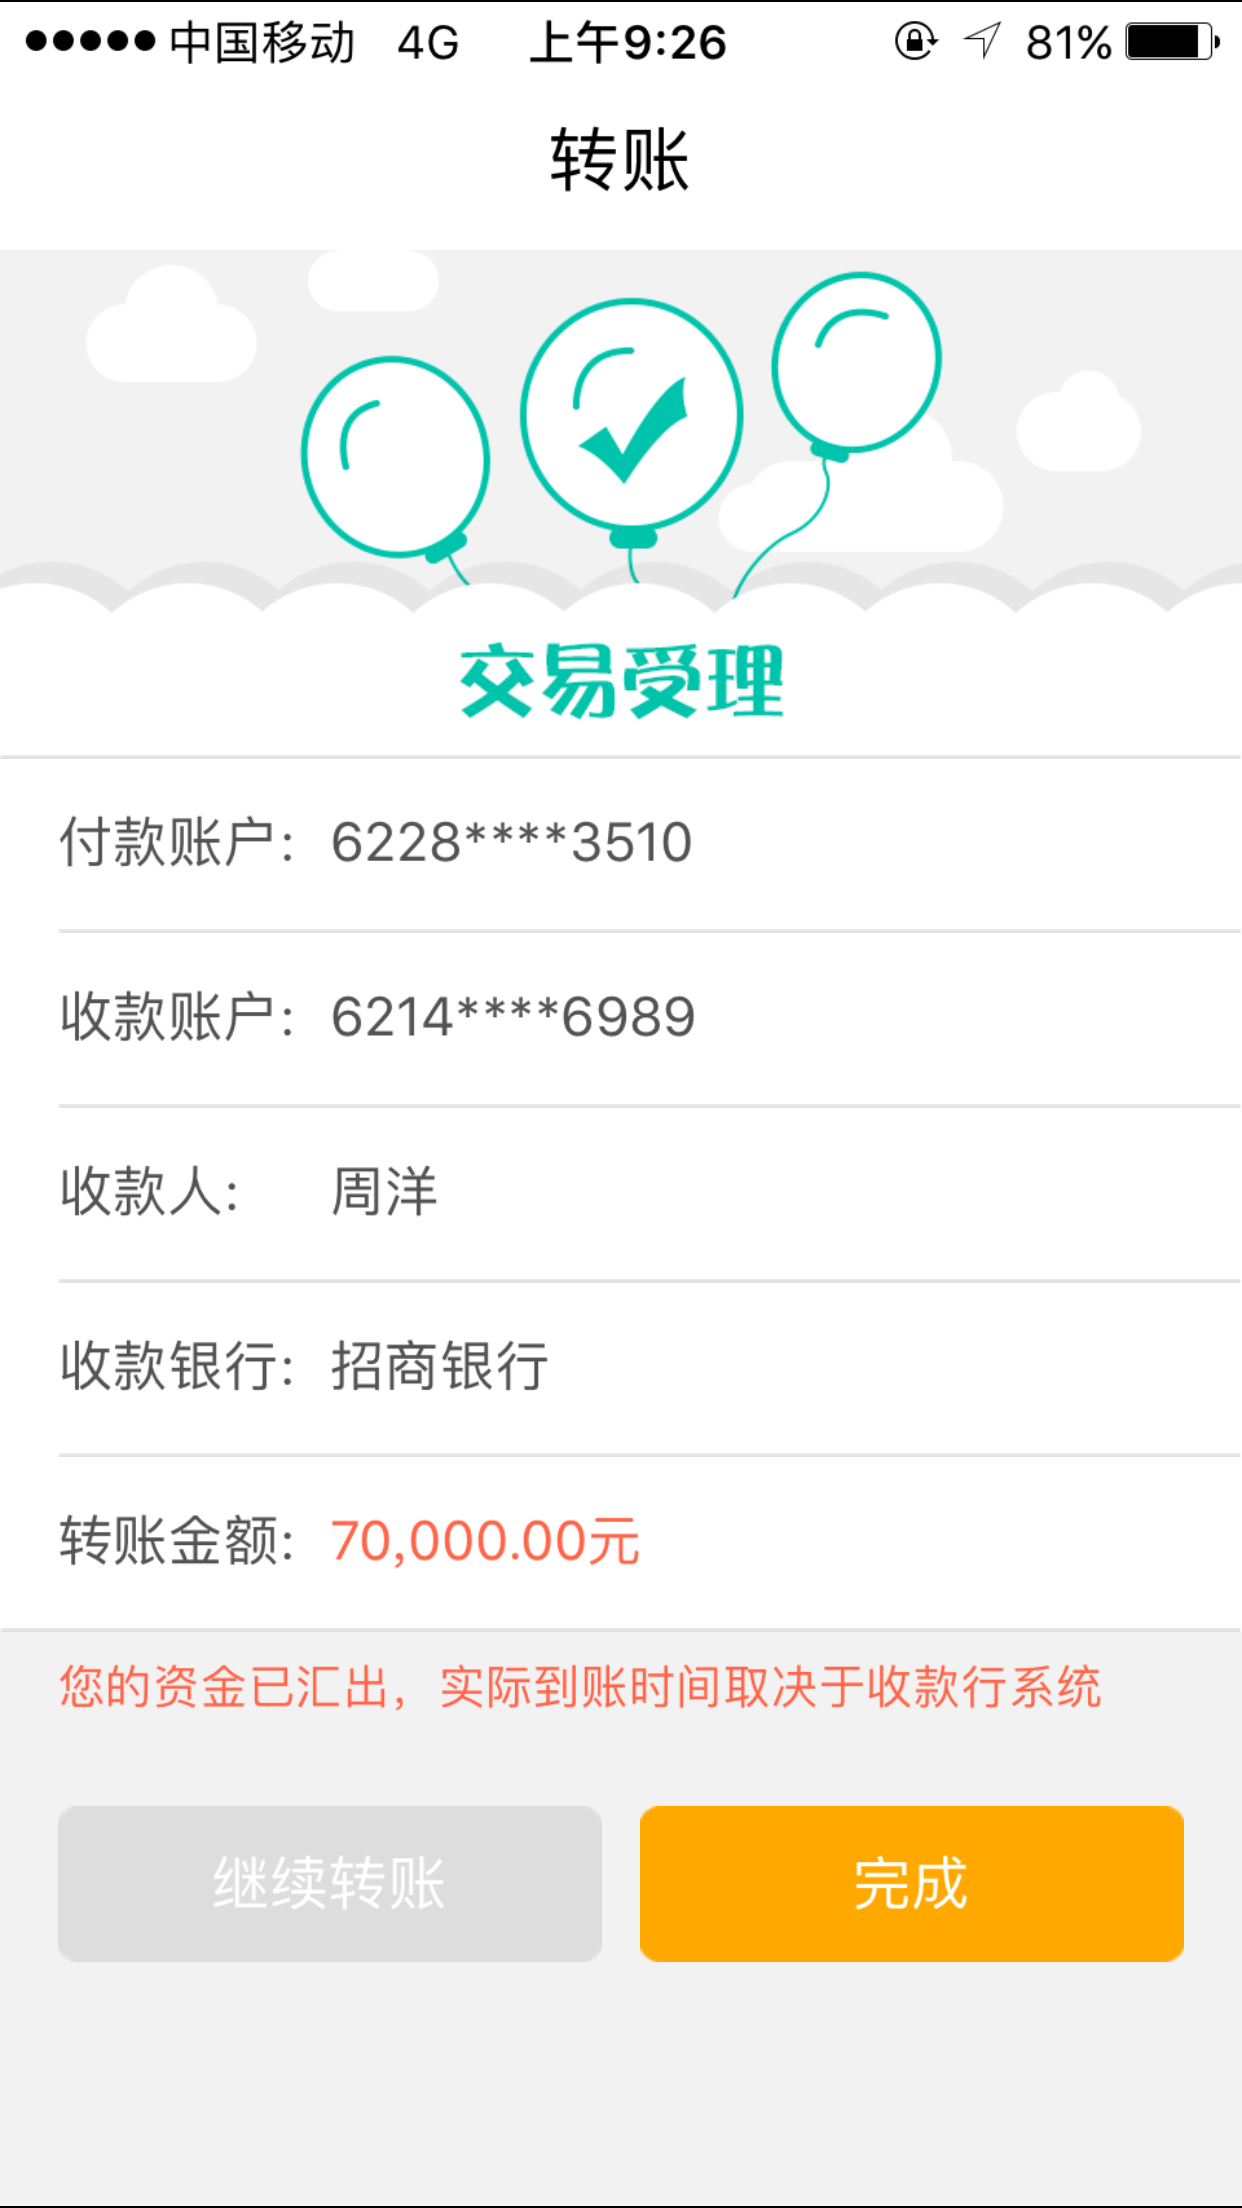 中国移动 4G 上午9:26 81%
转账
交易受理
付款账户: 6228****3510
收款账户: 6214****6989
收款人: 周洋
收款银行: 招商银行
转账金额: 70,000.00元
您的资金已汇出，实际到账时间取决于收款行系统
继续转账 完成